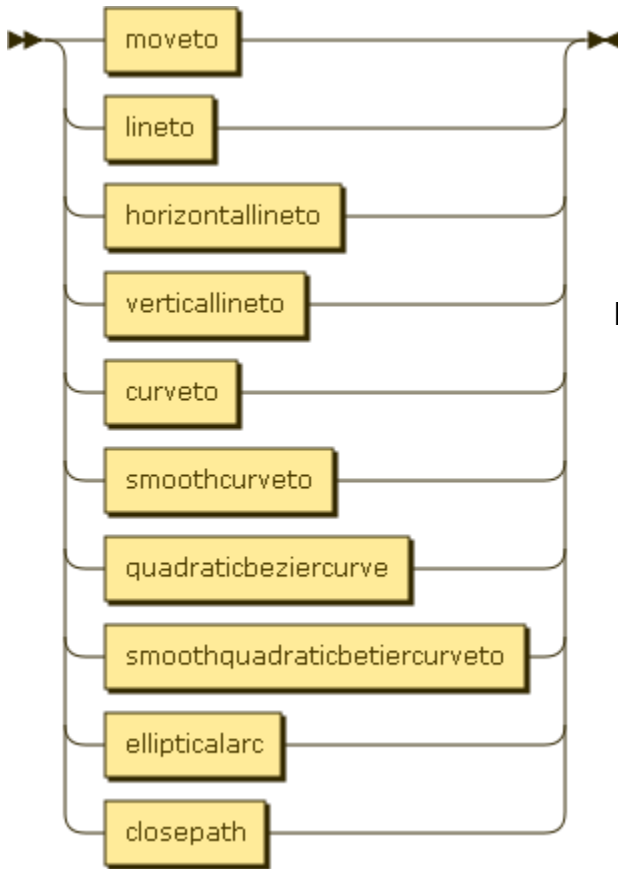 moveto
lineto
horizontallineto
verticallineto
curveto
smoothcurveto
quadraticbeziercurve
smoothquadraticbetiercurveto
ellipticalarc
closepath